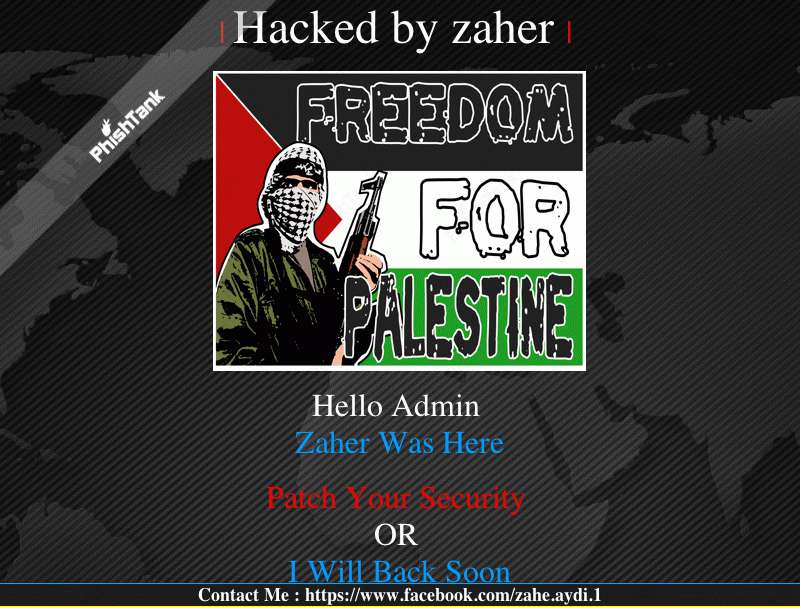 | Hacked by zaher |
PhishTank
FREEDOM
FOR
PALESTINE
Hello Admin
Zaher Was Here
Patch Your Security
OR
I Will Back Soon
Contact Me : https://www.facebook.com/zahe.aydi.1